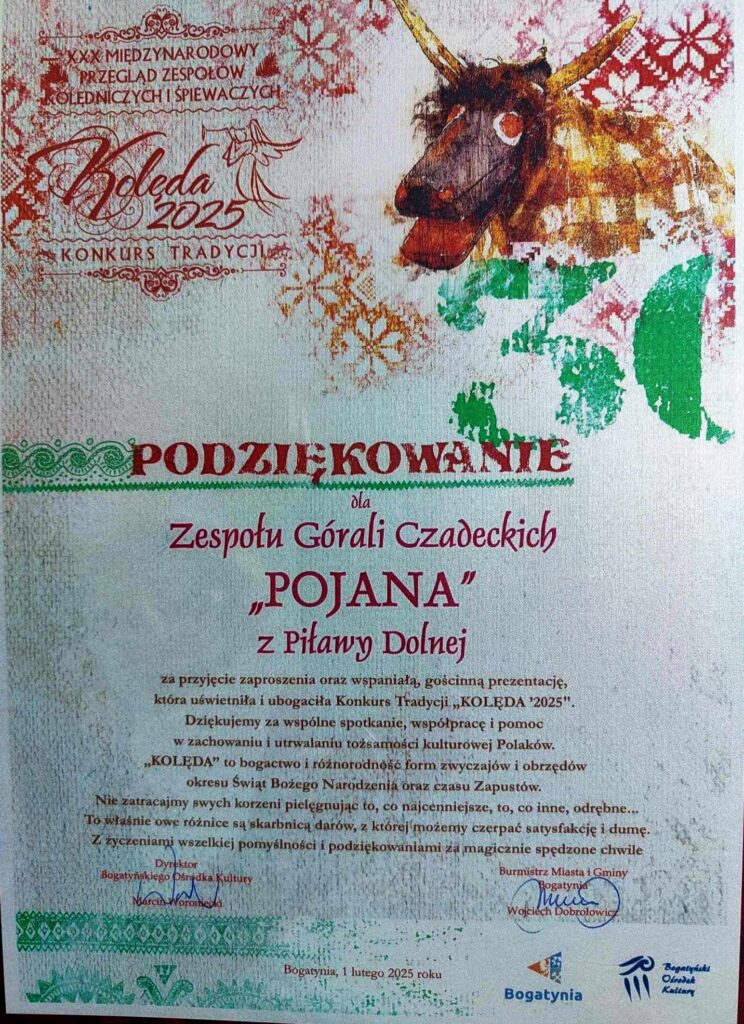 XXX MIĘDZYNARODOWY
PRZEGLĄD ZESPOŁÓW
KOLĘDNICZYCH I ŚPIEWACZYCH
Kolęda
2025
KONKURS TRADYCJI
30
PODZIĘKOWANIE
dla
Zespołu Górali Czadeckich
„POJANA”
z Piławy Dolnej
za przyjęcie zaproszenia oraz wspaniałą, gościnną prezentację,
która uświetniła i ubogaciła Konkurs Tradycji „KOLĘDA ’2025".
Dziękujemy za wspólne spotkanie, współpracę i pomoc
w zachowaniu i utrwalaniu tożsamości kulturowej Polaków.
„KOLĘDA” to bogactwo i różnorodność form zwyczajów i obrzędów
okresu Świąt Bożego Narodzenia oraz czasu Zapustów.
Nie zatracajmy swych korzeni pielęgnując to, co najcenniejsze, to, co inne, odrębne...
To właśnie owe różnice są skarbnicą darów, z której możemy czerpać satysfakcję i dumę.
Z życzeniami wszelkiej pomyślności i podziękowaniami za magicznie spędzone chwile
Dyrektor
Bogatyńskiego Ośrodka Kultury
Marcin Woroniecki
Burmistrz Miasta i Gminy
Bogatynia
Wojciech Dobrołowicz
Bogatynia, 1 lutego 2025 roku
Bogatynia
Bogatyński
Ośrodek
Kultury